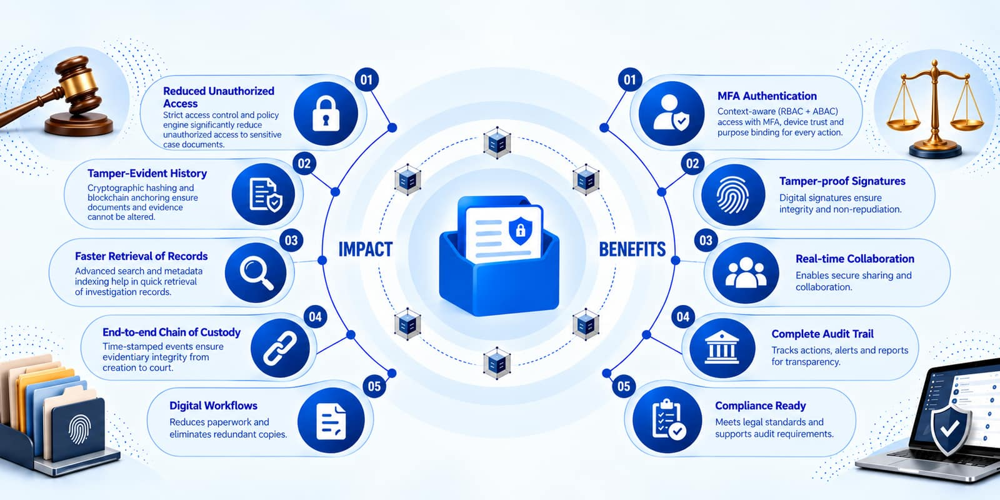 01
Reduced Unauthorized
Access
Strict access control and policy
engine significantly reduce
unauthorized access to sensitive
case documents.
02
Tamper-Evident History
Cryptographic hashing and
blockchain anchoring ensure
documents and evidence
cannot be altered.
03
Faster Retrieval of Records
Advanced search and metadata
indexing help in quick retrieval
of investigation records.
04
End-to-end Chain of Custody
Time-stamped events ensure
evidentiary integrity from
creation to court.
05
Digital Workflows
Reduces paperwork and
eliminates redundant copies.
IMPACT
BENEFITS
01
MFA Authentication
Context-aware (RBAC + ABAC)
access with MFA, device trust and
purpose binding for every action.
02
Tamper-proof Signatures
Digital signatures ensure
integrity and non-repudiation.
03
Real-time Collaboration
Enables secure sharing and
collaboration.
04
Complete Audit Trail
Tracks actions, alerts and reports
for transparency.
05
Compliance Ready
Meets legal standards and
supports audit requirements.